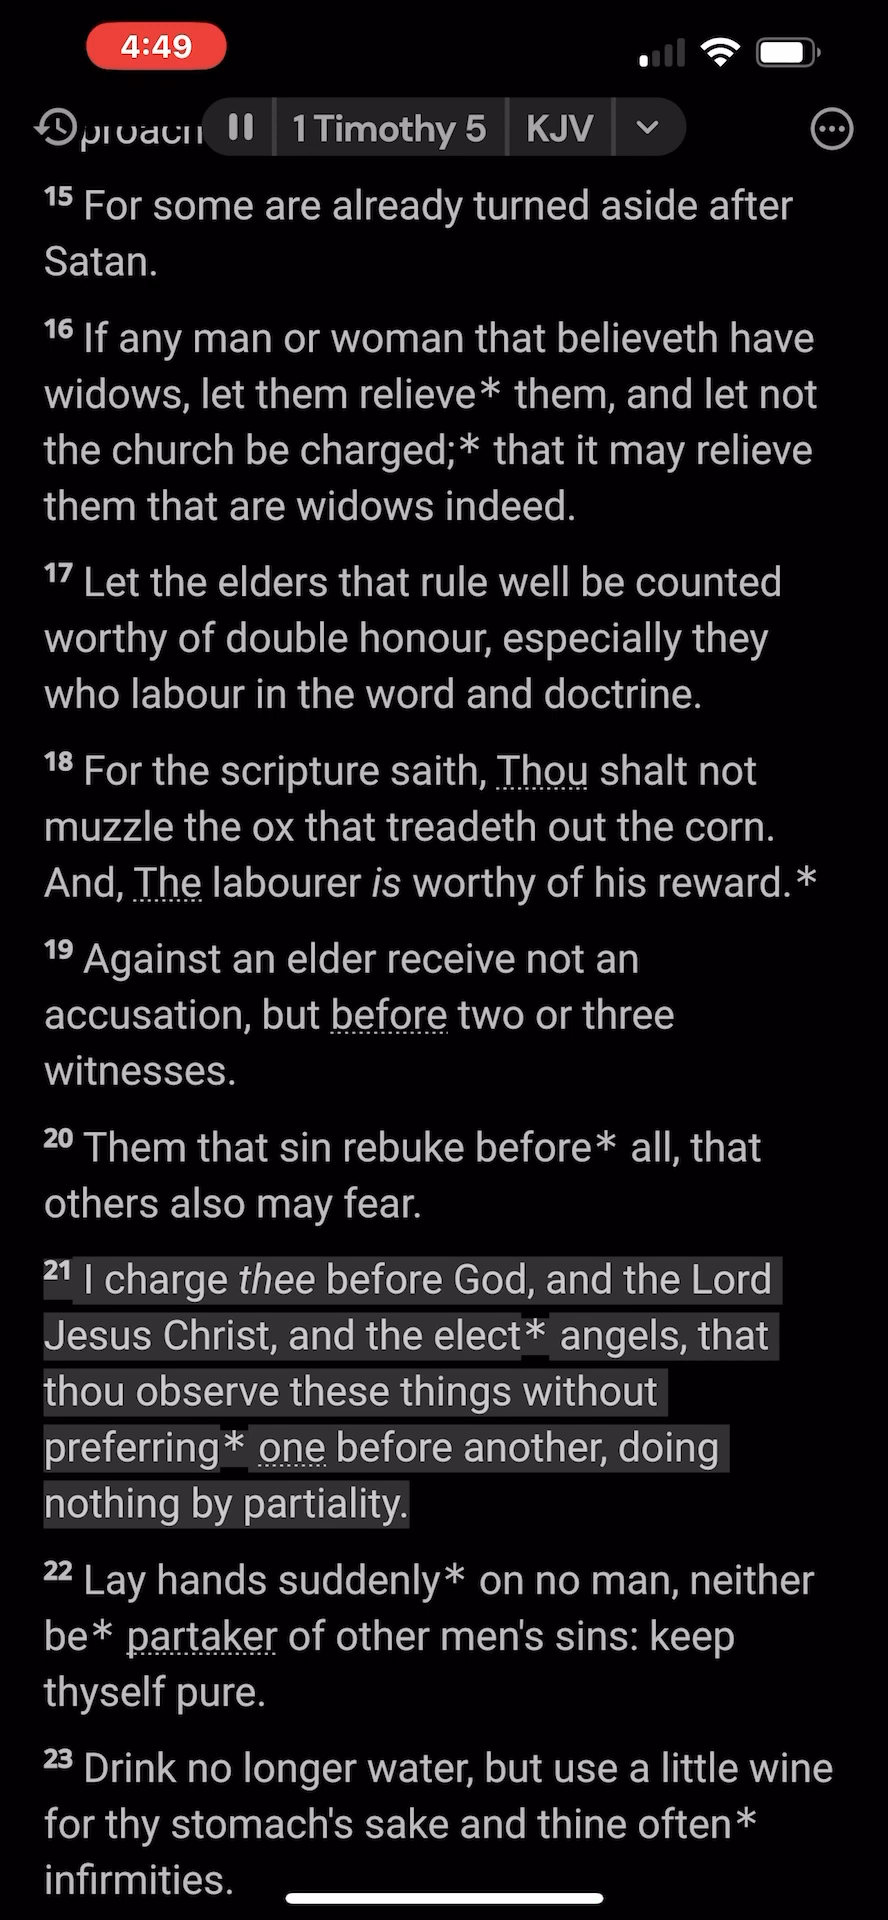 4:49
1 Timothy 5 KJV
15 For some are already turned aside after
Satan.
16 If any man or woman that believeth have
widows, let them relieve* them, and let not
the church be charged;* that it may relieve
them that are widows indeed.
17 Let the elders that rule well be counted
worthy of double honour, especially they
who labour in the word and doctrine.
18 For the scripture saith, Thou shalt not
muzzle the ox that treadeth out the corn.
And, The labourer is worthy of his reward.*
19 Against an elder receive not an
accusation, but before two or three
witnesses.
20 Them that sin rebuke before* all, that
others also may fear.
21 I charge thee before God, and the Lord
Jesus Christ, and the elect* angels, that
thou observe these things without
preferring* one before another, doing
nothing by partiality.
22 Lay hands suddenly* on no man, neither
be* partaker of other men's sins: keep
thyself pure.
23 Drink no longer water, but use a little wine
for thy stomach's sake and thine often*
infirmities.